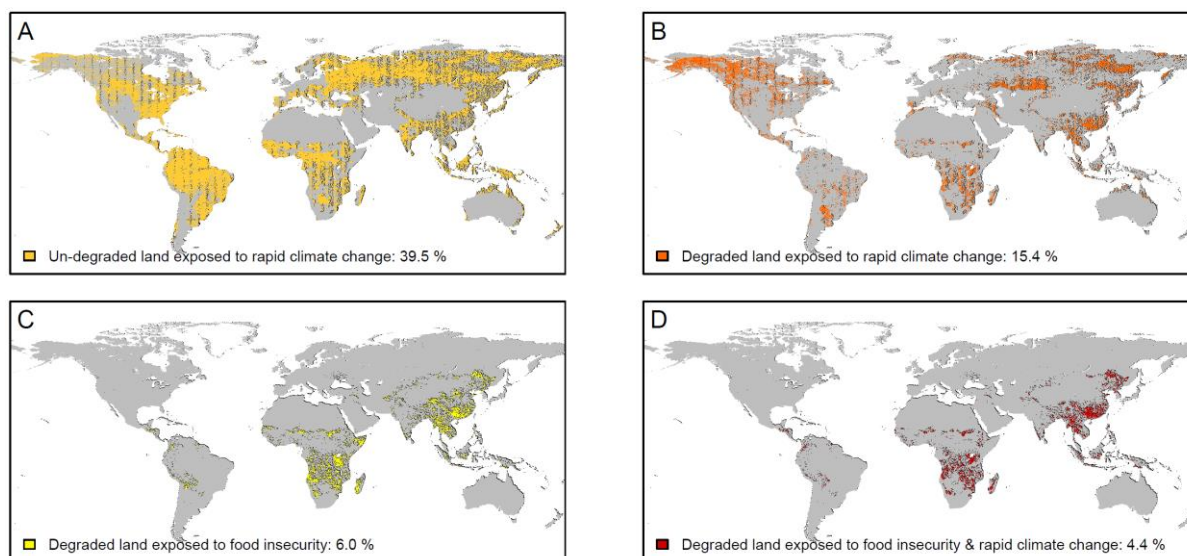 A
Un-degraded land exposed to rapid climate change: 39.5 %
B
Degraded land exposed to rapid climate change: 15.4 %
C
Degraded land exposed to food insecurity: 6.0 %
D
Degraded land exposed to food insecurity & rapid climate change: 4.4 %